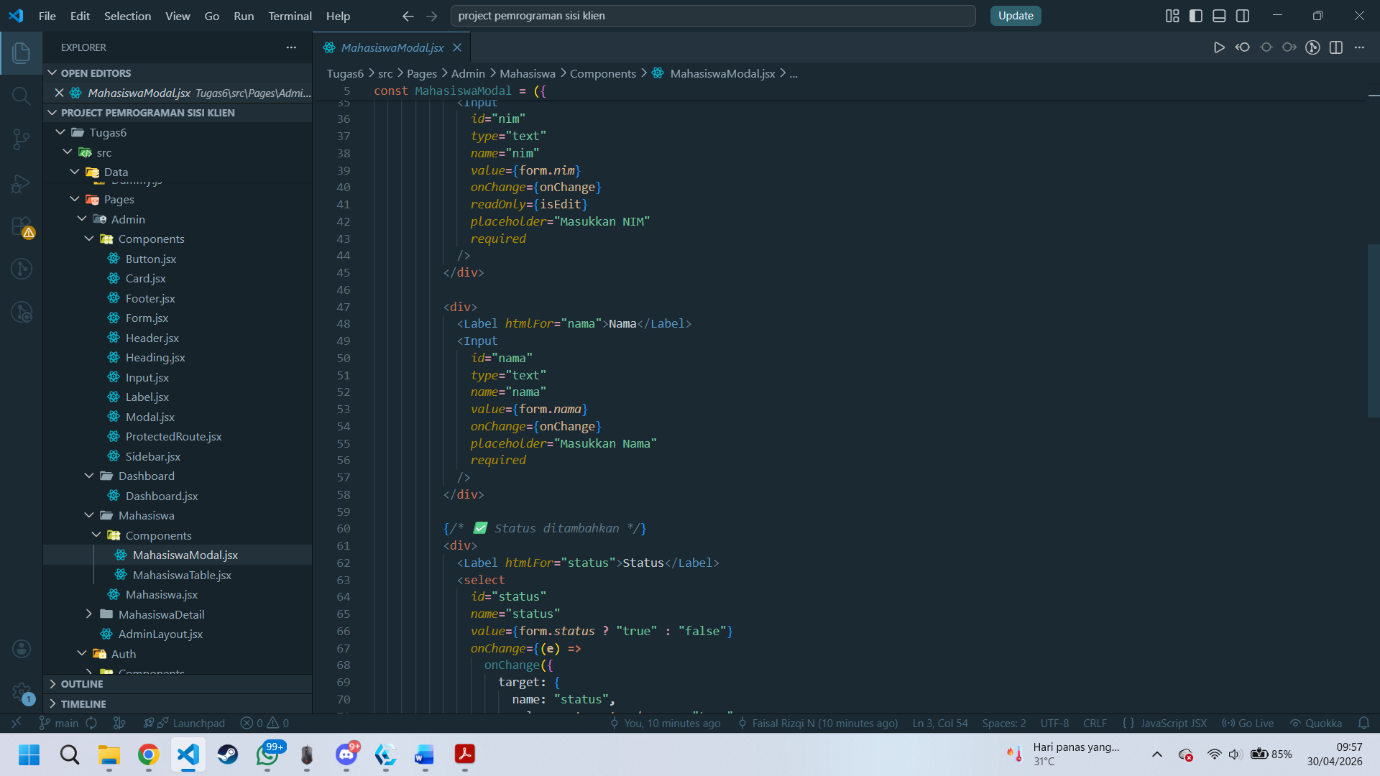 File Edit Selection View Go Run Terminal Help
project pemrograman sisi klien
Update
EXPLORER
OPEN EDITORS
MahasiswaModal.jsx Tugas6\src\Pages\Admi...
PROJECT PEMROGRAMAN SISI KLIEN
Tugas6
src
Data
Dummy.js
Pages
Admin
Components
Button.jsx
Card.jsx
Footer.jsx
Form.jsx
Header.jsx
Heading.jsx
Input.jsx
Label.jsx
Modal.jsx
ProtectedRoute.jsx
Sidebar.jsx
Dashboard
Dashboard.jsx
Mahasiswa
Components
MahasiswaModal.jsx
MahasiswaTable.jsx
Mahasiswa.jsx
MahasiswaDetail
AdminLayout.jsx
Auth
Components
OUTLINE
TIMELINE
MahasiswaModal.jsx
Tugas6 > src > Pages > Admin > Mahasiswa > Components > MahasiswaModal.jsx > ...
5 const MahasiswaModal = ({
35 <Input
36 id="nim"
37 type="text"
38 name="nim"
39 value={form.nim}
40 onChange={onChange}
41 readOnly={isEdit}
42 placeholder="Masukkan NIM"
43 required
44 />
45 </div>
46
47 <div>
48 <Label htmlFor="nama">Nama</Label>
49 <Input
50 id="nama"
51 type="text"
52 name="nama"
53 value={form.nama}
54 onChange={onChange}
55 placeholder="Masukkan Nama"
56 required
57 />
58 </div>
59
60 {/* ✅ Status ditambahkan */}
61 <div>
62 <Label htmlFor="status">Status</Label>
63 <select
64 id="status"
65 name="status"
66 value={form.status ? "true" : "false"}
67 onChange={(e) =>
68 onChange({
69 target: {
70 name: "status",
1
main Launchpad 0 0 You, 10 minutes ago Faisal Rizqi N (10 minutes ago) Ln 3, Col 54 Spaces: 2 UTF-8 CRLF { } JavaScript JSX Go Live Quokka
99+
9+
Hari panas yang...
31°C
85%
09:57
30/04/2026